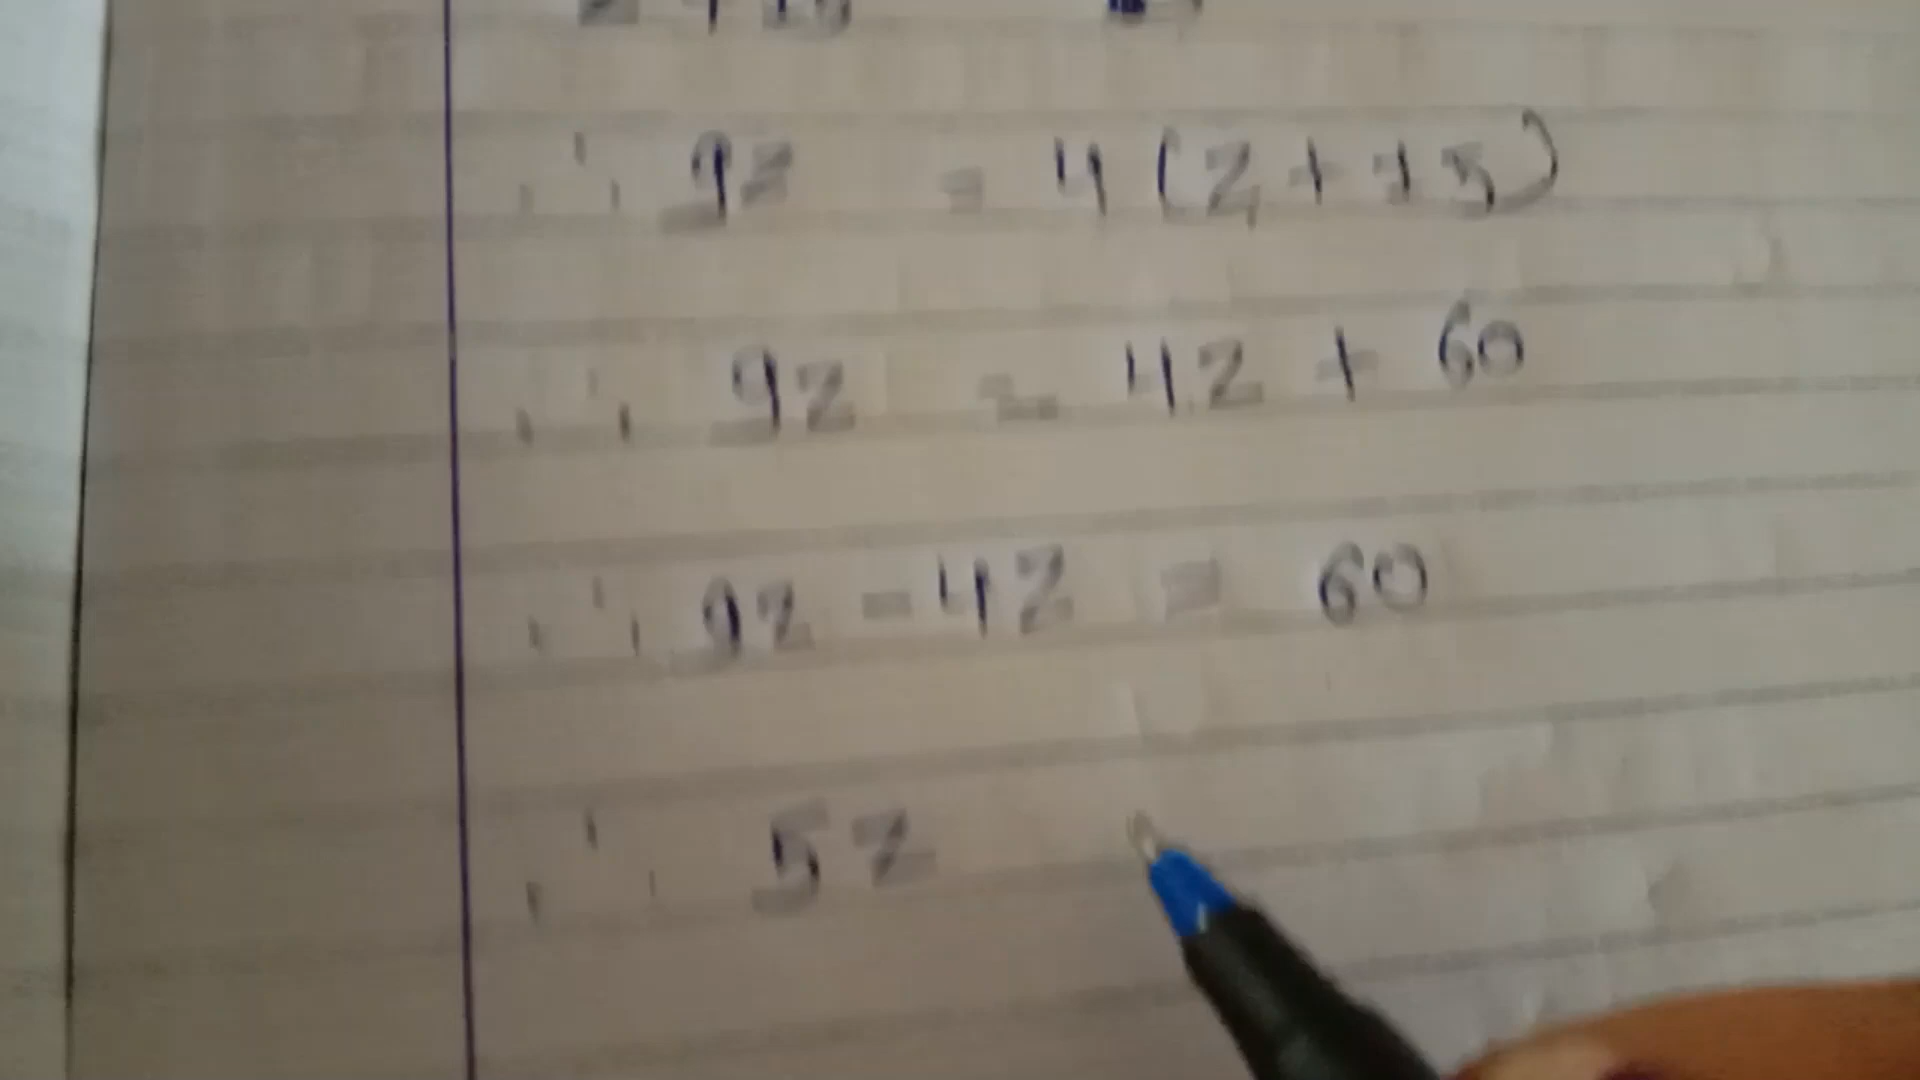 ∴ 9z = 4(z+15)
∴ 9z = 4z + 60
∴ 9z - 4z = 60
∴ 5z